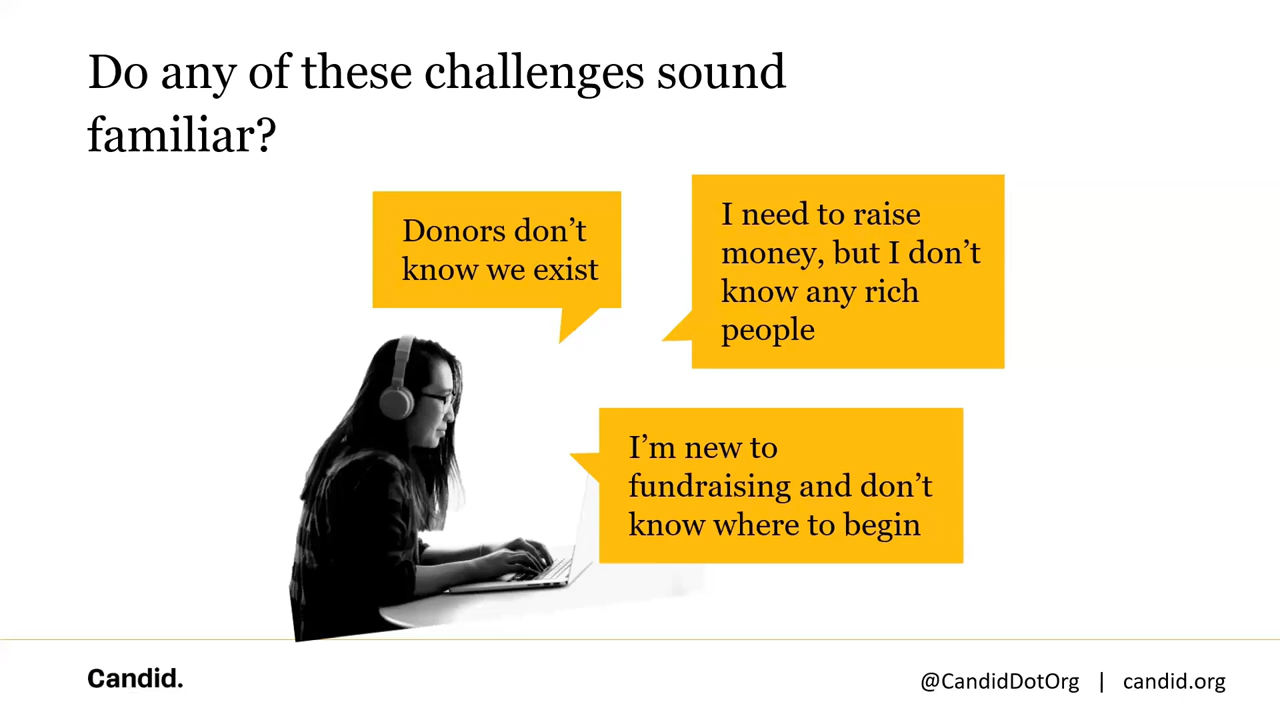 Do any of these challenges sound
familiar?
Donors don’t
know we exist
I need to raise
money, but I don’t
know any rich
people
I’m new to
fundraising and don’t
know where to begin
Candid.
@CandidDotOrg | candid.org